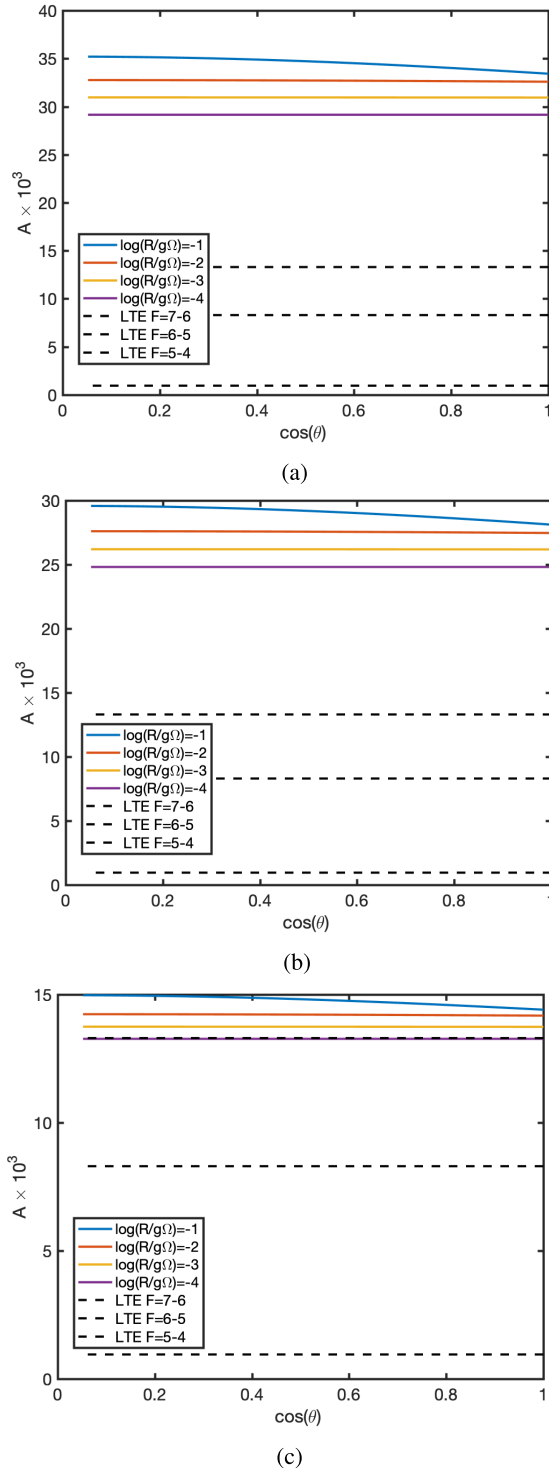 40
35
30
25
20
15
10
5
0
A × 10³
log(R/gΩ)=-1
log(R/gΩ)=-2
log(R/gΩ)=-3
log(R/gΩ)=-4
LTE F=7-6
LTE F=6-5
LTE F=5-4
0 0.2 0.4 0.6 0.8 1
cos(θ)
(a)
30
25
20
15
10
5
0
A × 10³
log(R/gΩ)=-1
log(R/gΩ)=-2
log(R/gΩ)=-3
log(R/gΩ)=-4
LTE F=7-6
LTE F=6-5
LTE F=5-4
0 0.2 0.4 0.6 0.8 1
cos(θ)
(b)
15
10
5
0
A × 10³
log(R/gΩ)=-1
log(R/gΩ)=-2
log(R/gΩ)=-3
log(R/gΩ)=-4
LTE F=7-6
LTE F=6-5
LTE F=5-4
0 0.2 0.4 0.6 0.8 1
cos(θ)
(c)